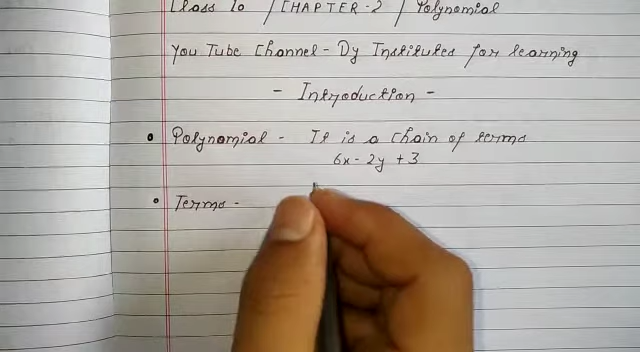 Class 10 / CHAPTER-2 / Polynomial
You Tube Channel - Dy Institutes for learning
- Introduction -
• Polynomial - It is a chain of terms
6x - 2y + 3
• Terms -